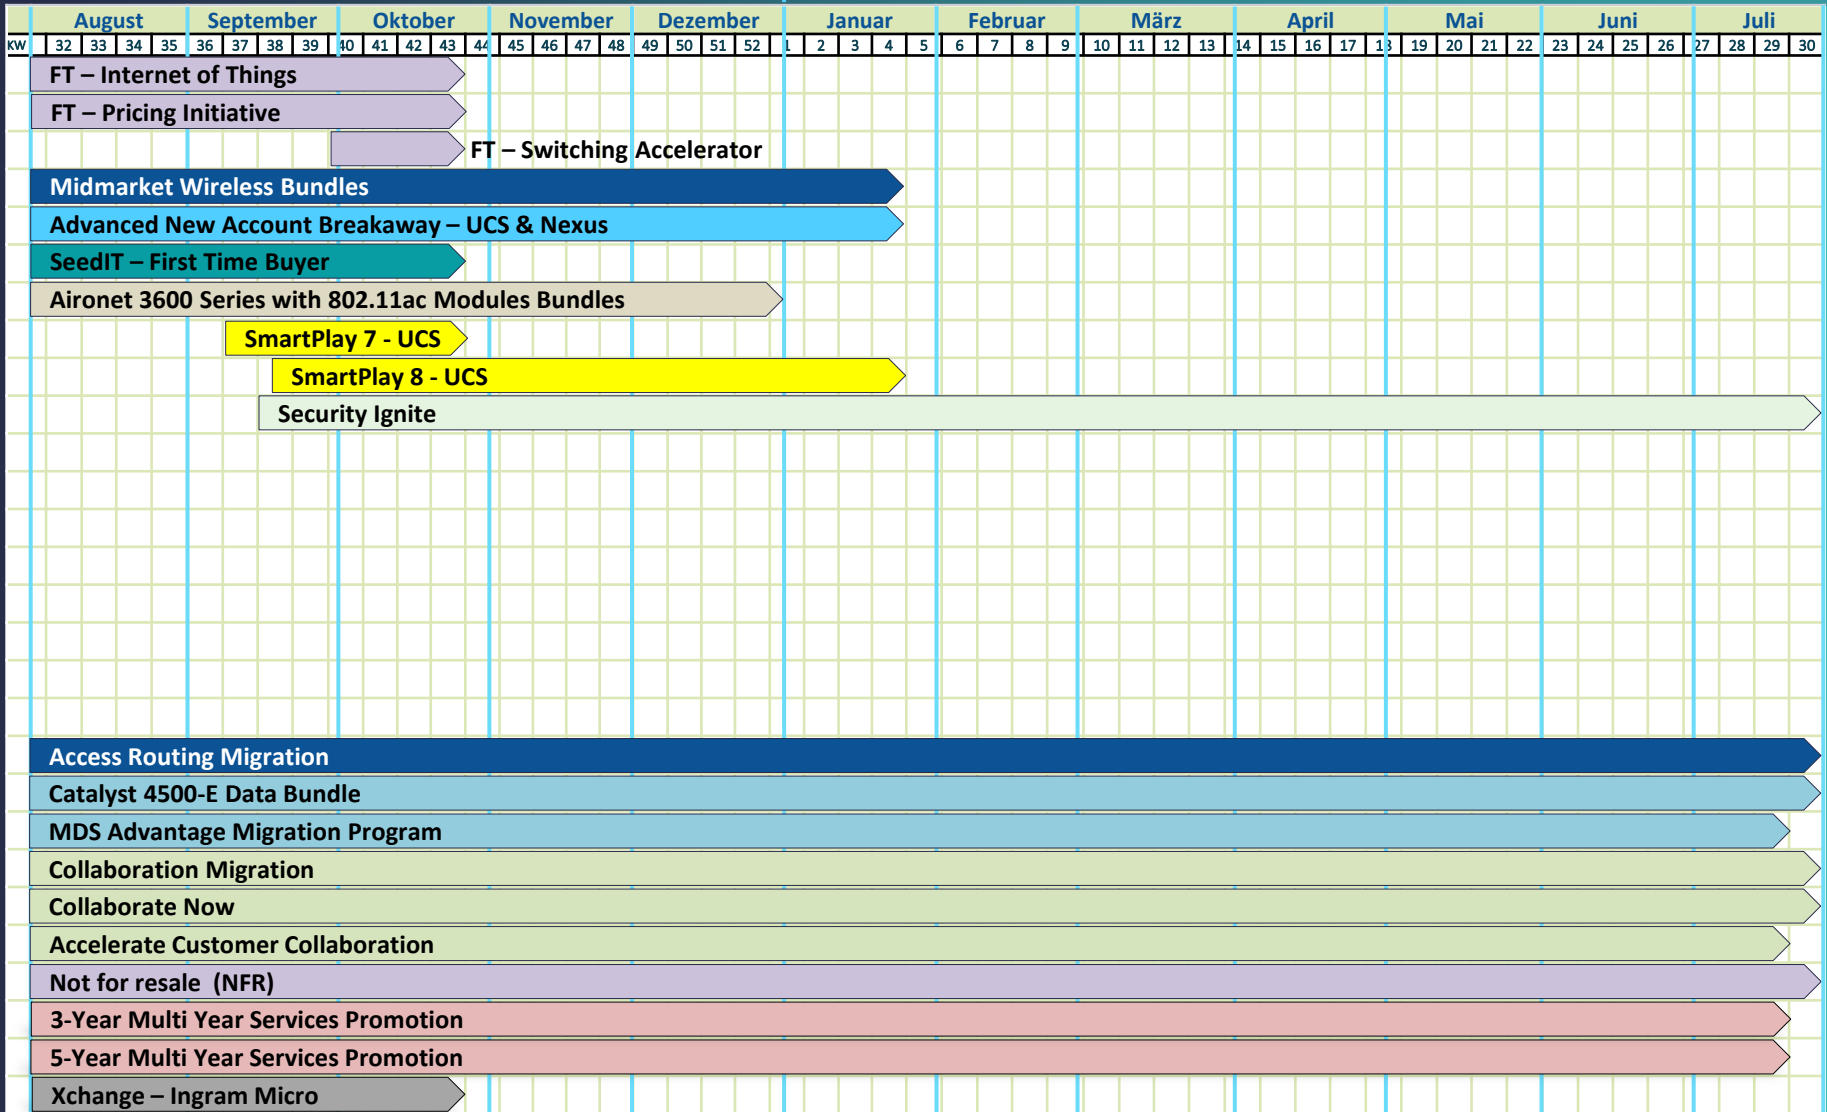 August September Oktober November Dezember Januar Februar März April Mai Juni Juli
KW 32 33 34 35 36 37 38 39 40 41 42 43 44 45 46 47 48 49 50 51 52 1 2 3 4 5 6 7 8 9 10 11 12 13 14 15 16 17 18 19 20 21 22 23 24 25 26 27 28 29 30
FT – Internet of Things
FT – Pricing Initiative
FT – Switching Accelerator
Midmarket Wireless Bundles
Advanced New Account Breakaway – UCS & Nexus
SeedIT – First Time Buyer
Aironet 3600 Series with 802.11ac Modules Bundles
SmartPlay 7 - UCS
SmartPlay 8 - UCS
Security Ignite
Access Routing Migration
Catalyst 4500-E Data Bundle
MDS Advantage Migration Program
Collaboration Migration
Collaborate Now
Accelerate Customer Collaboration
Not for resale (NFR)
3-Year Multi Year Services Promotion
5-Year Multi Year Services Promotion
Xchange – Ingram Micro